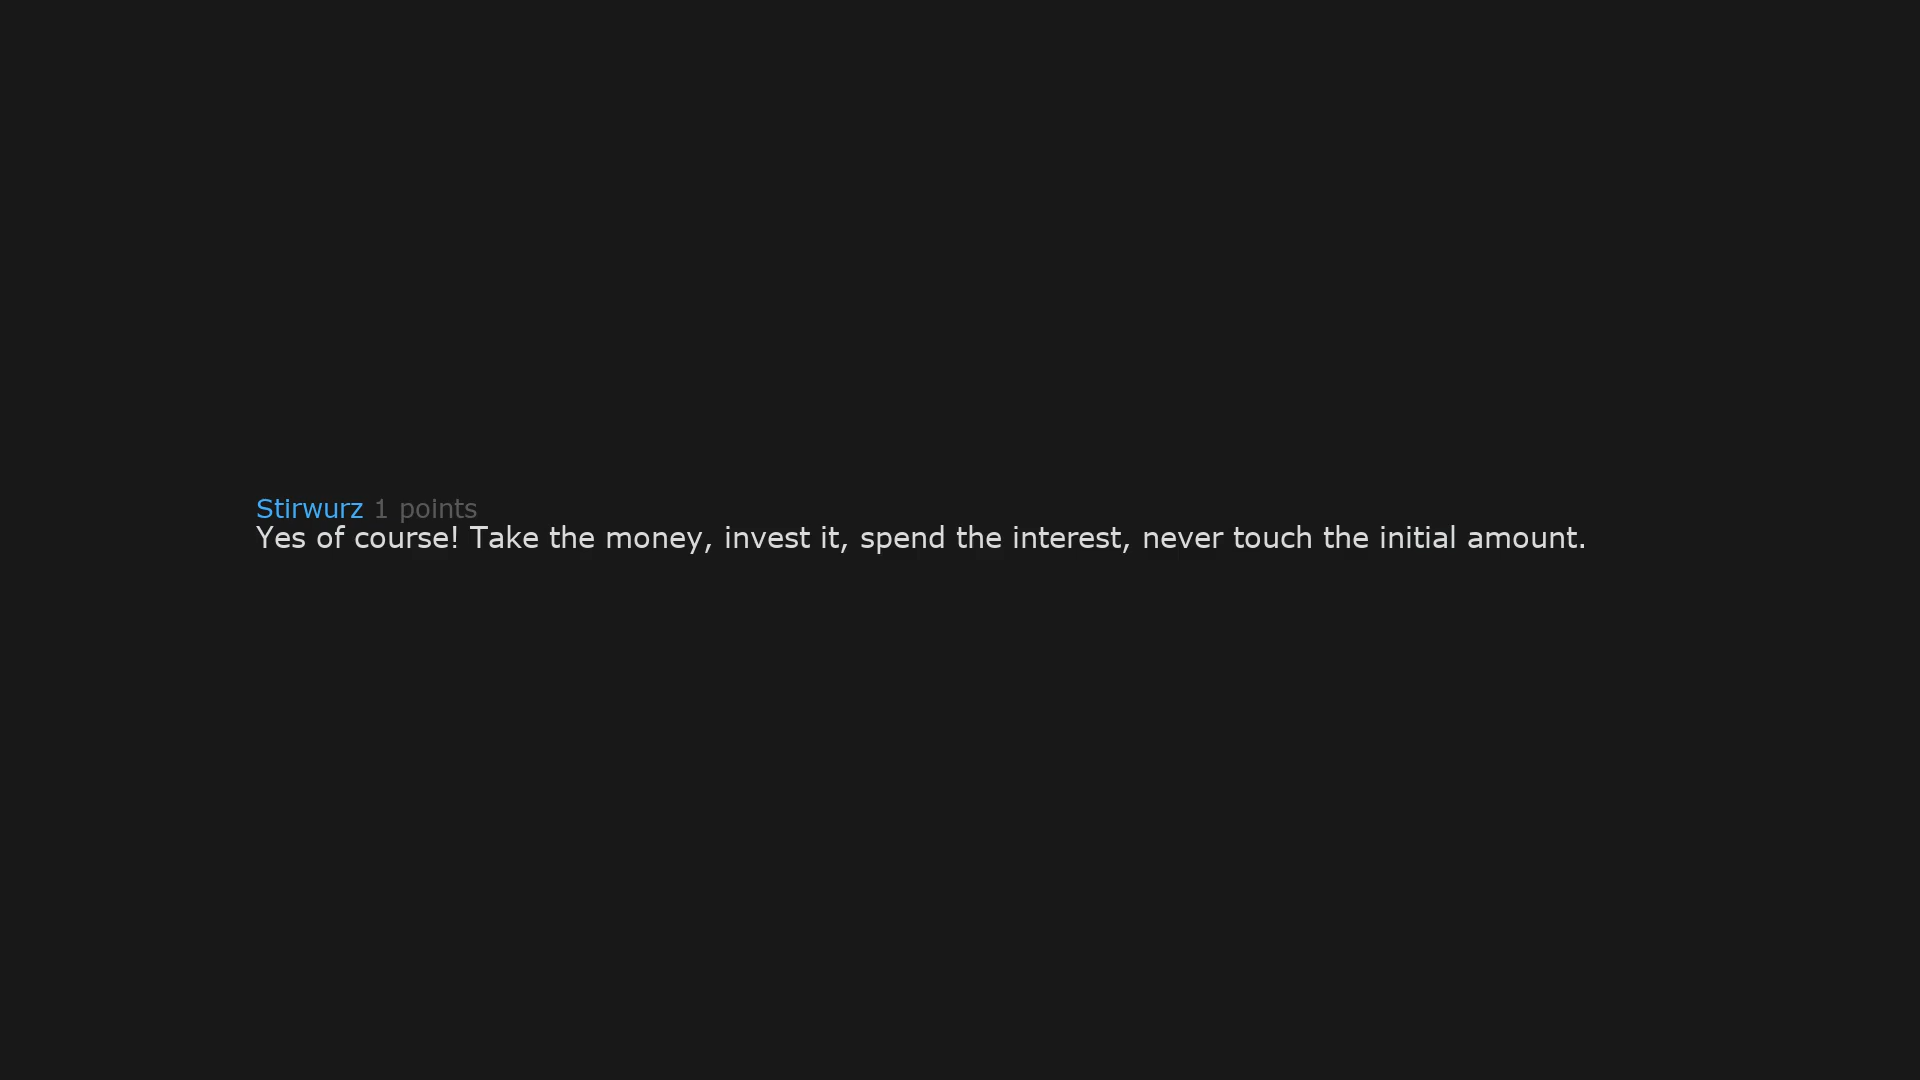 Stirwurz 1 points
Yes of course! Take the money, invest it, spend the interest, never touch the initial amount.